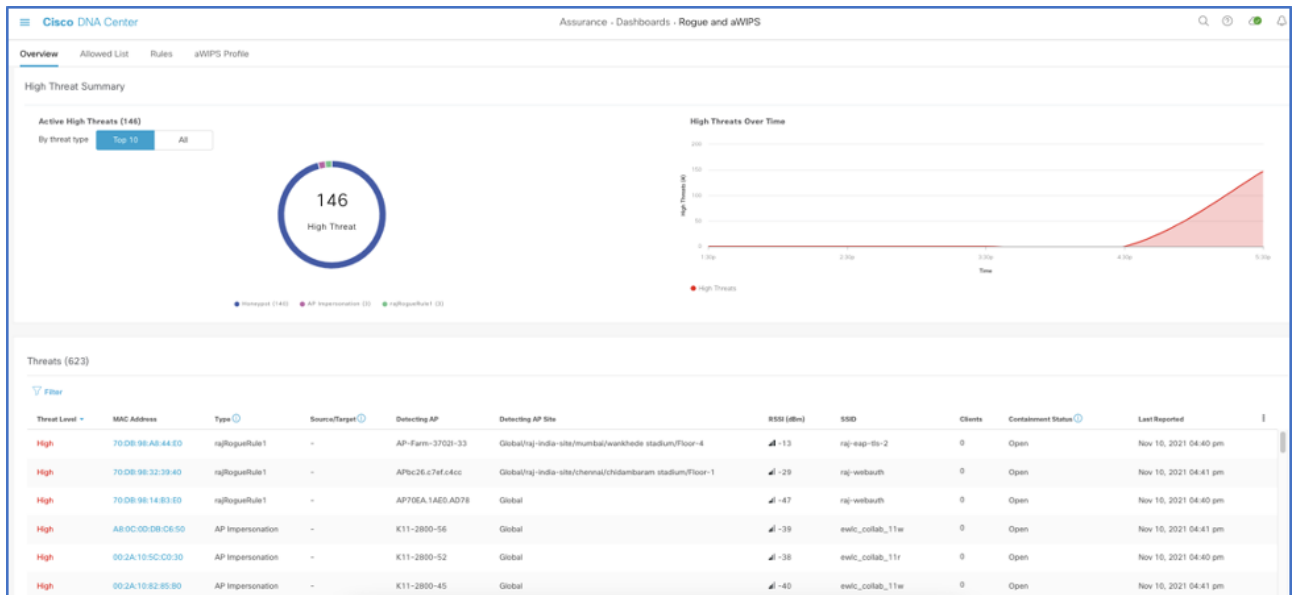 Cisco DNA Center
Assurance · Dashboards · Rogue and aWIPS
Overview Allowed List Rules aWIPS Profile
High Threat Summary
Active High Threats (146)
By threat type Top 10 All
146
High Threat
Honeypot (140) AP Impersonation (3) rajRogueRule1 (3)
High Threats Over Time
High Threats (#)
200
150
100
50
0
1:30p 2:30p 3:30p 4:30p 5:30p
Time
High Threats
Threats (623)
Filter
Threat Level MAC Address Type Source/Target Detecting AP Detecting AP Site RSSI (dBm) SSID Clients Containment Status Last Reported
High 70:DB:98:A8:44:E0 rajRogueRule1 - AP-Farm-3702I-33 Global/raj-india-site/mumbai/wankhede stadium/Floor-4 -13 raj-eap-tls-2 0 Open Nov 10, 2021 04:40 pm
High 70:DB:98:32:39:40 rajRogueRule1 - APbc26.c7ef.c4cc Global/raj-india-site/chennai/chidambaram stadium/Floor-1 -29 raj-webauth 0 Open Nov 10, 2021 04:41 pm
High 70:DB:98:14:B3:E0 rajRogueRule1 - AP70EA.1AE0.AD78 Global -47 raj-webauth 0 Open Nov 10, 2021 04:40 pm
High A8:0C:0D:DB:C6:50 AP Impersonation - K11-2800-56 Global -39 ewlc_collab_11w 0 Open Nov 10, 2021 04:41 pm
High 00:2A:10:5C:C0:30 AP Impersonation - K11-2800-52 Global -38 ewlc_collab_11r 0 Open Nov 10, 2021 04:40 pm
High 00:2A:10:82:85:B0 AP Impersonation - K11-2800-45 Global -40 ewlc_collab_11w 0 Open Nov 10, 2021 04:41 pm